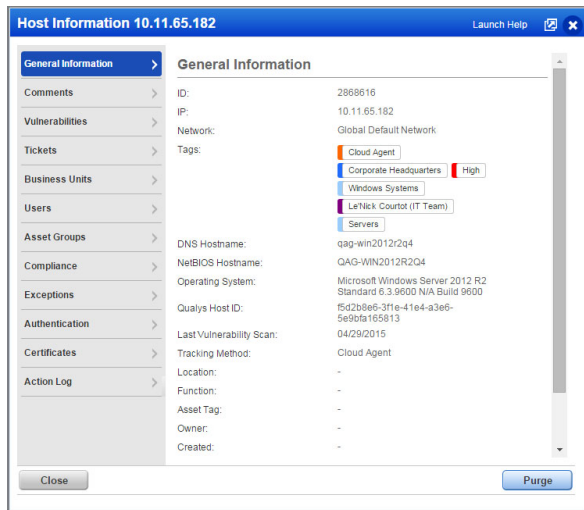 Host Information 10.11.65.182
Launch Help
General Information
Comments
Vulnerabilities
Tickets
Business Units
Users
Asset Groups
Compliance
Exceptions
Authentication
Certificates
Action Log
General Information
ID: 2868616
IP: 10.11.65.182
Network: Global Default Network
Tags: Cloud Agent
Corporate Headquarters High
Windows Systems
Le'Nick Courtot (IT Team)
Servers
DNS Hostname: qag-win2012r2q4
NetBIOS Hostname: QAG-WIN2012R2Q4
Operating System: Microsoft Windows Server 2012 R2
Standard 6.3.9600 N/A Build 9600
Qualys Host ID: f5d2b8e6-3f1e-41e4-a3e6-
5e9bfa165813
Last Vulnerability Scan: 04/29/2015
Tracking Method: Cloud Agent
Location: -
Function: -
Asset Tag: -
Owner: -
Created: -
Close
Purge